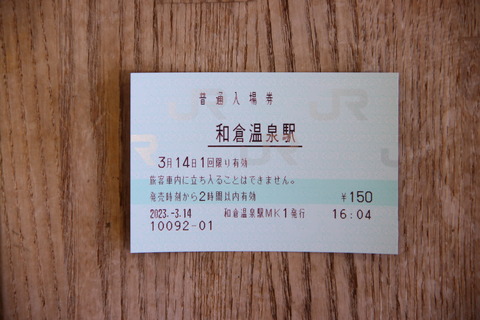 普通入場券
和倉温泉駅
3月14日1回限り有効
旅客車内に立ち入ることはできません。
発売時刻から2時間以内有効 ¥150
2023.-3.14 和倉温泉駅MK1発行 16:04
10092-01
JR JR
R